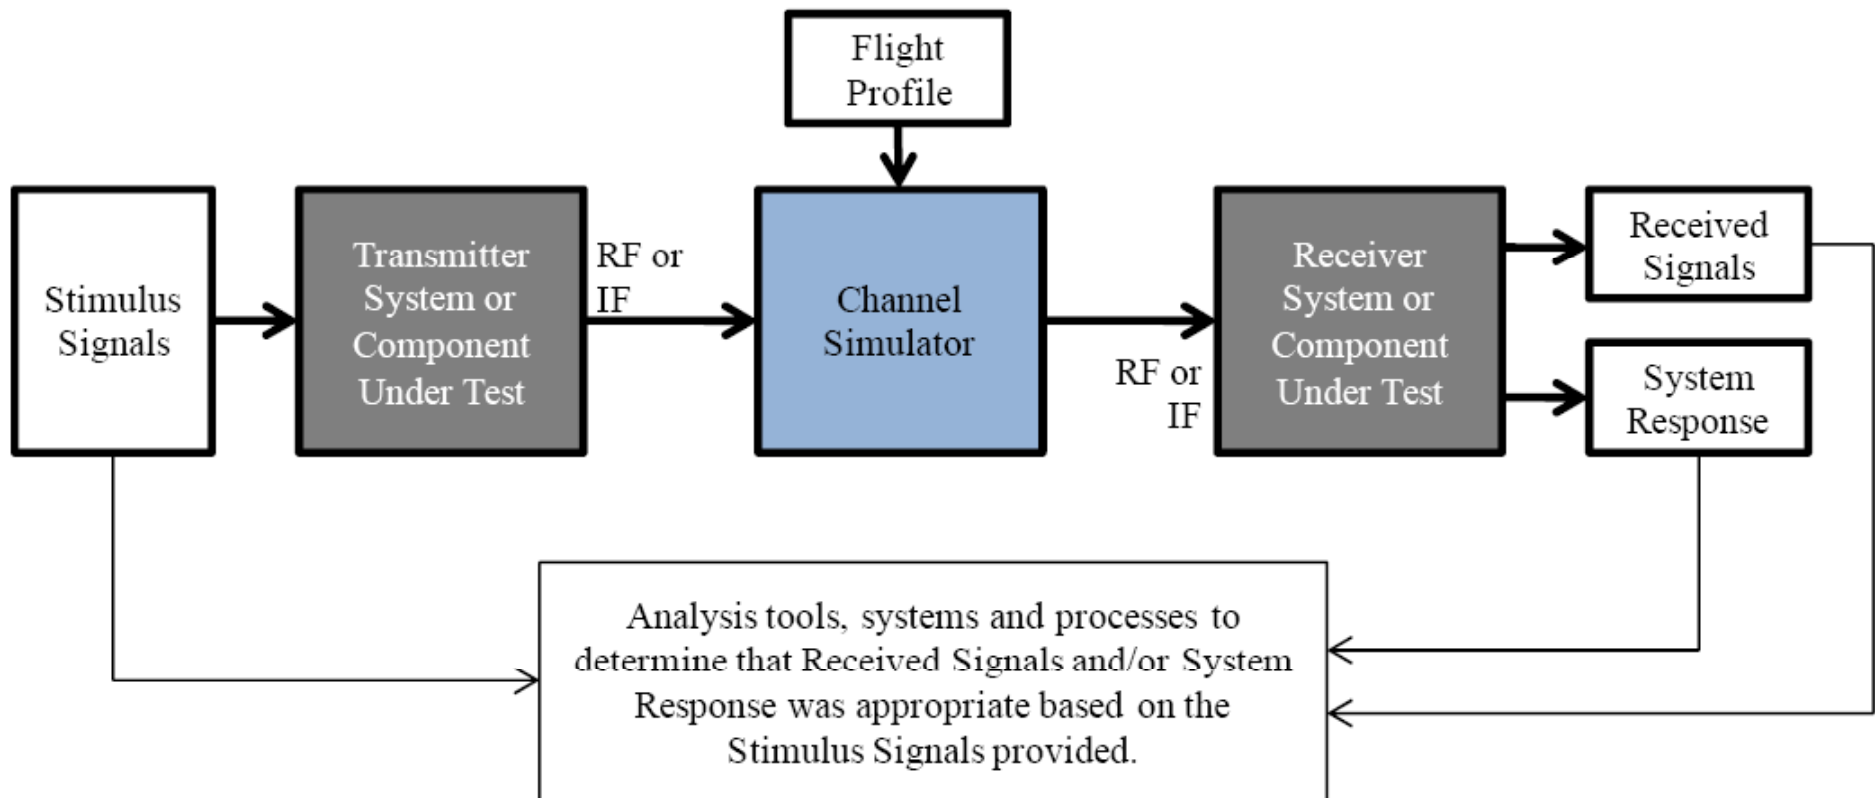 Flight
Profile
Stimulus
Signals
Transmitter
System or
Component
Under Test
RF or
IF
Channel
Simulator
RF or
IF
Receiver
System or
Component
Under Test
Received
Signals
System
Response
Analysis tools, systems and processes to
determine that Received Signals and/or System
Response was appropriate based on the
Stimulus Signals provided.